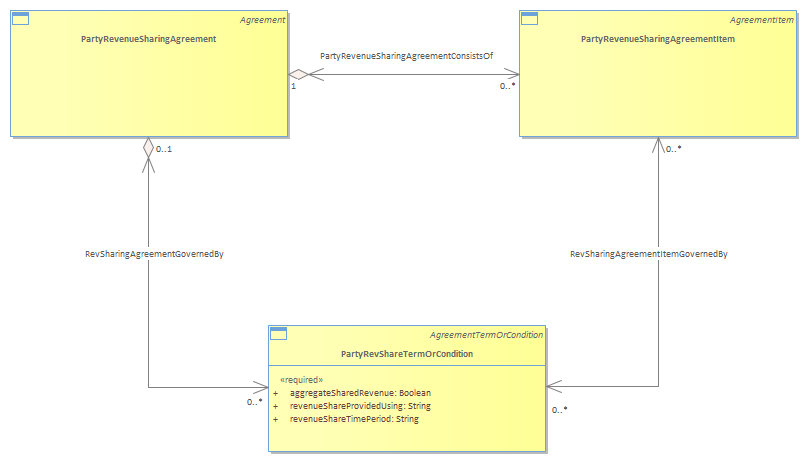 Agreement
PartyRevenueSharingAgreement
AgreementItem
PartyRevenueSharingAgreementItem
PartyRevenueSharingAgreementConsistsOf
1
0..*
0..1
0..*
RevSharingAgreementGovernedBy
RevSharingAgreementItemGovernedBy
AgreementTermOrCondition
PartyRevShareTermOrCondition
«required»
+ aggregateSharedRevenue: Boolean
+ revenueShareProvidedUsing: String
+ revenueShareTimePeriod: String
0..*
0..*